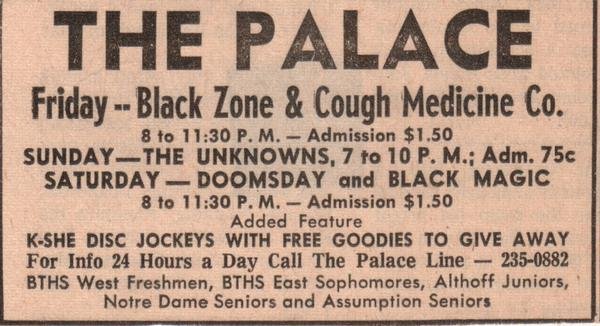 THE PALACE
Friday -- Black Zone & Cough Medicine Co.
8 to 11:30 P. M. — Admission $1.50
SUNDAY—THE UNKNOWNS, 7 to 10 P. M.; Adm. 75c
SATURDAY — DOOMSDAY and BLACK MAGIC
8 to 11:30 P. M. — Admission $1.50
Added Feature
K-SHE DISC JOCKEYS WITH FREE GOODIES TO GIVE AWAY
For Info 24 Hours a Day Call The Palace Line — 235-0882
BTHS West Freshmen, BTHS East Sophomores, Althoff Juniors,
Notre Dame Seniors and Assumption Seniors